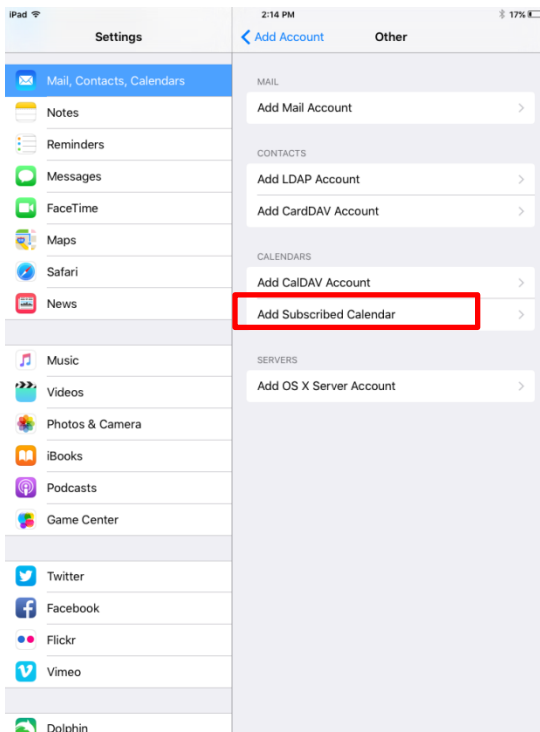 iPad
2:14 PM
17%
Settings
Add Account
Other
Mail, Contacts, Calendars
Notes
Reminders
Messages
FaceTime
Maps
Safari
News
Music
Videos
Photos & Camera
iBooks
Podcasts
Game Center
Twitter
Facebook
Flickr
Vimeo
Dolphin
MAIL
Add Mail Account
CONTACTS
Add LDAP Account
Add CardDAV Account
CALENDARS
Add CalDAV Account
Add Subscribed Calendar
SERVERS
Add OS X Server Account